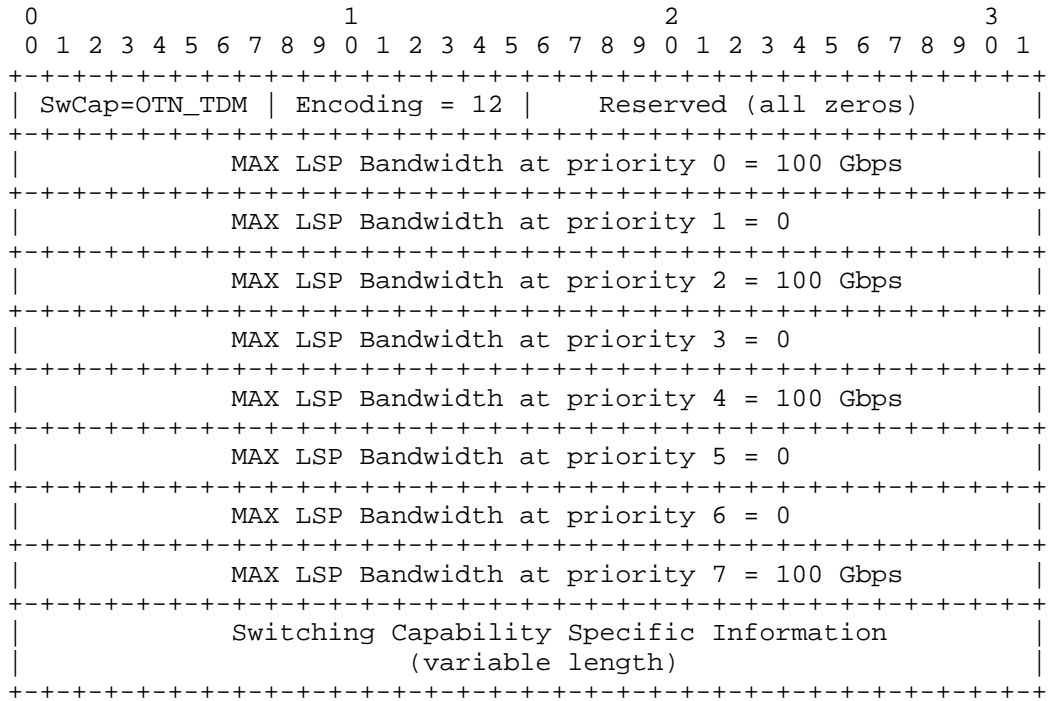 0                   1                   2                   3
 0 1 2 3 4 5 6 7 8 9 0 1 2 3 4 5 6 7 8 9 0 1 2 3 4 5 6 7 8 9 0 1
+-+-+-+-+-+-+-+-+-+-+-+-+-+-+-+-+-+-+-+-+-+-+-+-+-+-+-+-+-+-+-+-+
| SwCap=OTN_TDM | Encoding = 12 |    Reserved (all zeros)       |
+-+-+-+-+-+-+-+-+-+-+-+-+-+-+-+-+-+-+-+-+-+-+-+-+-+-+-+-+-+-+-+-+
|             MAX LSP Bandwidth at priority 0 = 100 Gbps        |
+-+-+-+-+-+-+-+-+-+-+-+-+-+-+-+-+-+-+-+-+-+-+-+-+-+-+-+-+-+-+-+-+
|             MAX LSP Bandwidth at priority 1 = 0               |
+-+-+-+-+-+-+-+-+-+-+-+-+-+-+-+-+-+-+-+-+-+-+-+-+-+-+-+-+-+-+-+-+
|             MAX LSP Bandwidth at priority 2 = 100 Gbps        |
+-+-+-+-+-+-+-+-+-+-+-+-+-+-+-+-+-+-+-+-+-+-+-+-+-+-+-+-+-+-+-+-+
|             MAX LSP Bandwidth at priority 3 = 0               |
+-+-+-+-+-+-+-+-+-+-+-+-+-+-+-+-+-+-+-+-+-+-+-+-+-+-+-+-+-+-+-+-+
|             MAX LSP Bandwidth at priority 4 = 100 Gbps        |
+-+-+-+-+-+-+-+-+-+-+-+-+-+-+-+-+-+-+-+-+-+-+-+-+-+-+-+-+-+-+-+-+
|             MAX LSP Bandwidth at priority 5 = 0               |
+-+-+-+-+-+-+-+-+-+-+-+-+-+-+-+-+-+-+-+-+-+-+-+-+-+-+-+-+-+-+-+-+
|             MAX LSP Bandwidth at priority 6 = 0               |
+-+-+-+-+-+-+-+-+-+-+-+-+-+-+-+-+-+-+-+-+-+-+-+-+-+-+-+-+-+-+-+-+
|             MAX LSP Bandwidth at priority 7 = 100 Gbps        |
+-+-+-+-+-+-+-+-+-+-+-+-+-+-+-+-+-+-+-+-+-+-+-+-+-+-+-+-+-+-+-+-+
|             Switching Capability Specific Information         |
|                        (variable length)                      |
+-+-+-+-+-+-+-+-+-+-+-+-+-+-+-+-+-+-+-+-+-+-+-+-+-+-+-+-+-+-+-+-+